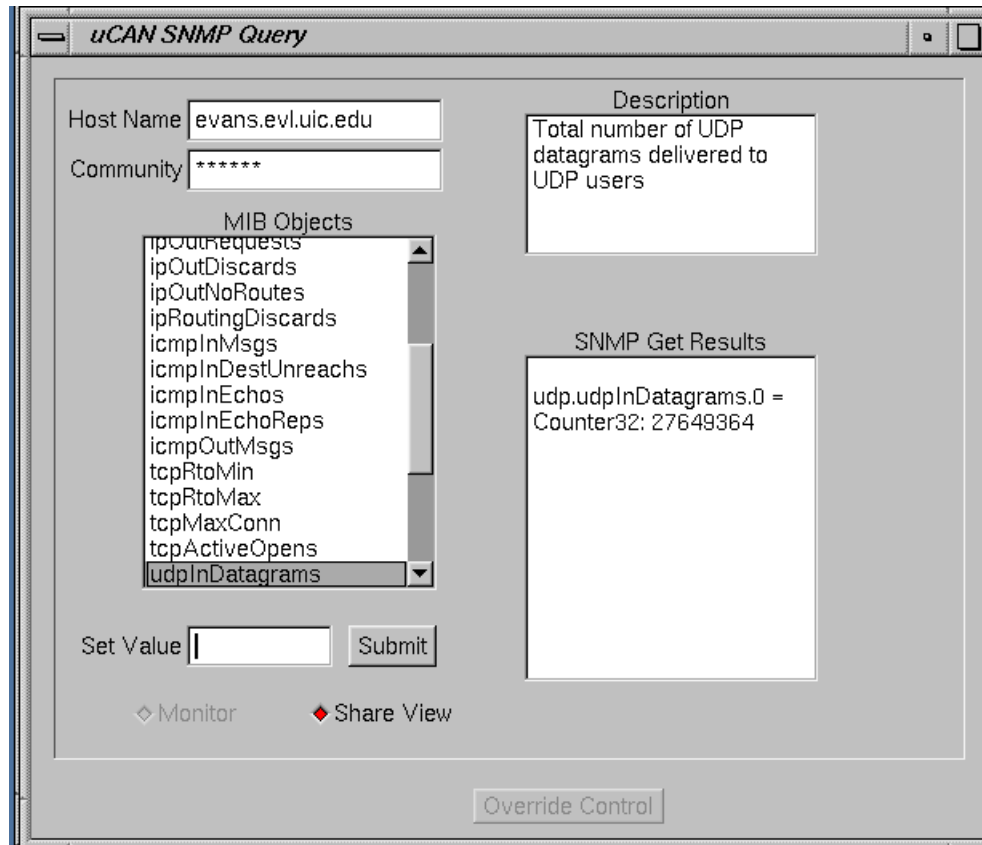 uCAN SNMP Query
Host Name evans.evl.uic.edu
Community ******
MIB Objects
ipOutRequests
ipOutDiscards
ipOutNoRoutes
ipRoutingDiscards
icmpInMsgs
icmpInDestUnreachs
icmpInEchos
icmpInEchoReps
icmpOutMsgs
tcpRtoMin
tcpRtoMax
tcpMaxConn
tcpActiveOpens
udpInDatagrams
Set Value
Submit
Monitor
Share View
Description
Total number of UDP
datagrams delivered to
UDP users
SNMP Get Results
udp.udpInDatagrams.0 =
Counter32: 27649364
Override Control